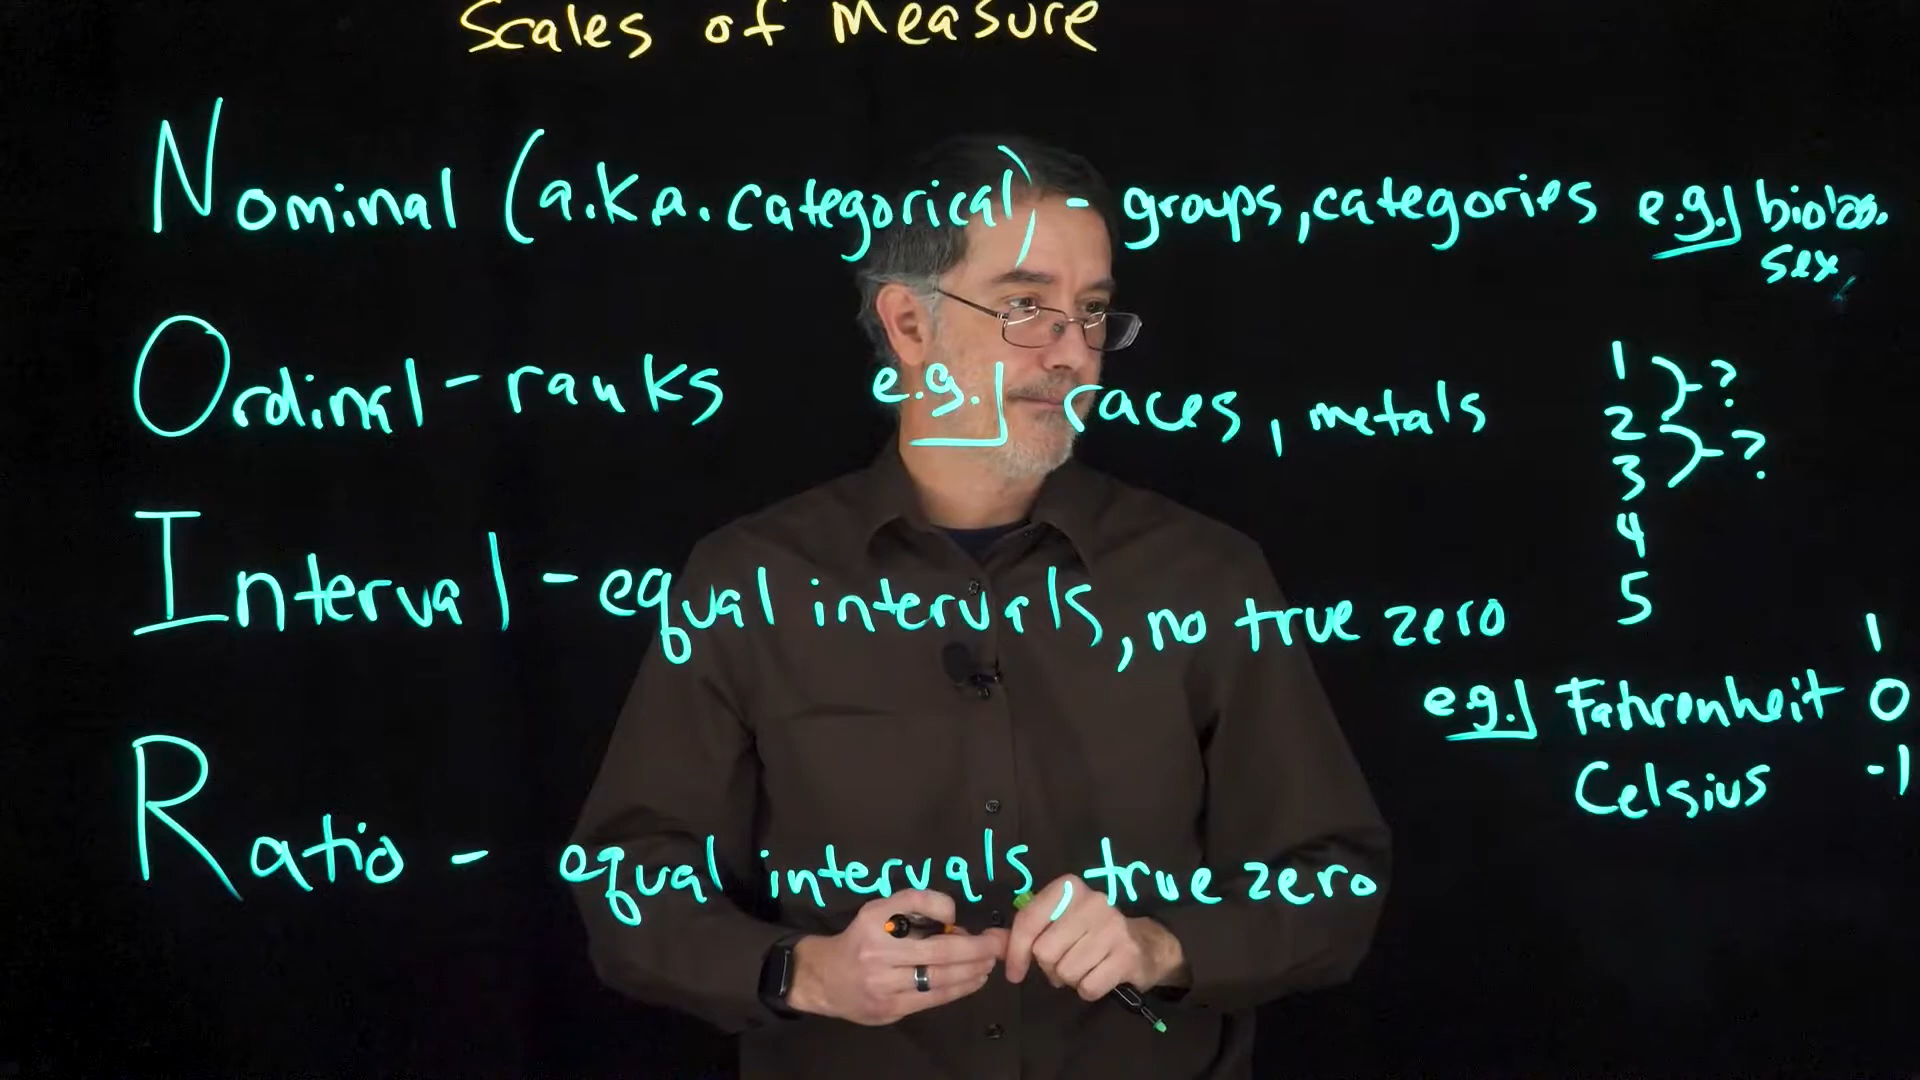 Scales of Measure
Nominal (a.k.a. categorical) - groups, categories e.g.
sex,
Ordinal - ranks e.g. races, metals
1
2 } - ?
3 } - ?
4
5
Interval - equal intervals, no true zero
e.g. Fahrenheit
Celsius
1
0
-1
Ratio - equal intervals, true zero